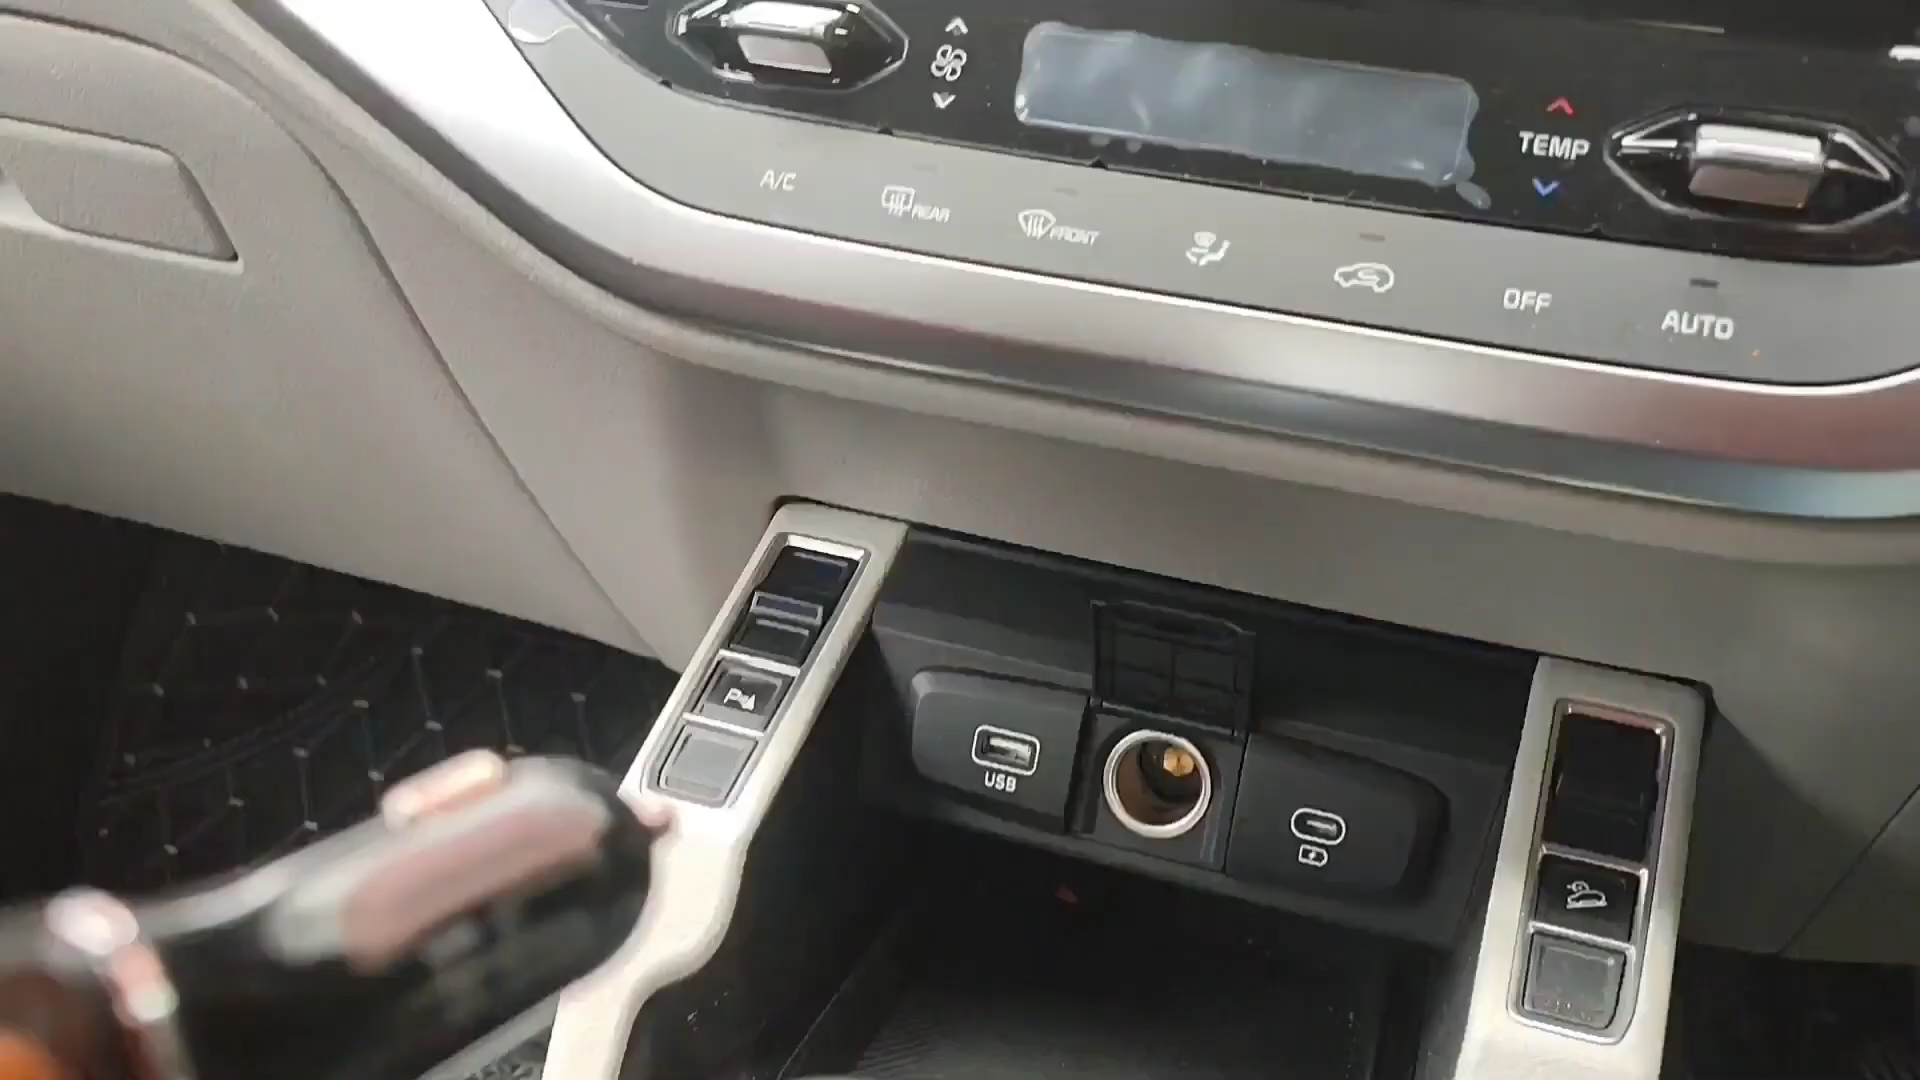 TEMP
A/C
REAR
FRONT
OFF
AUTO
P
USB